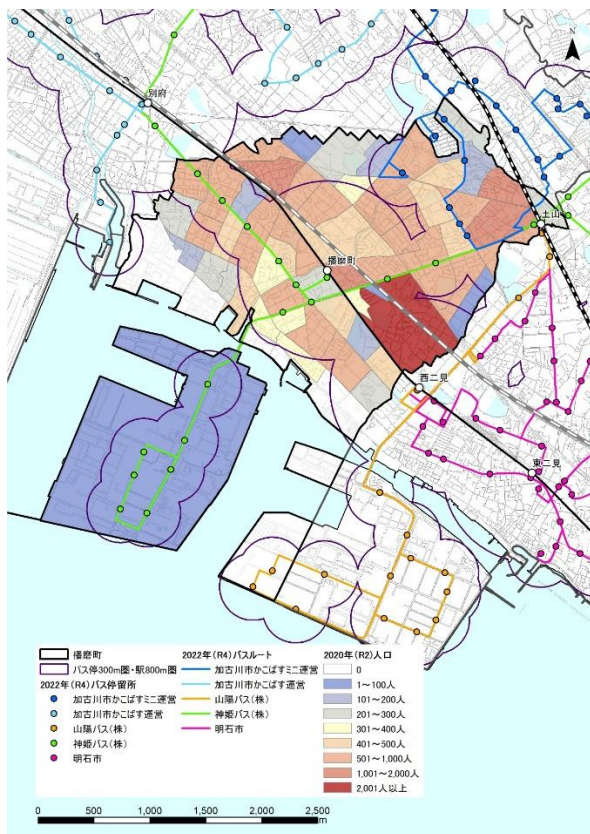 N
別府
土山
播磨町
西二見
東二見
播磨町
バス停300m圏・駅800m圏
2022年(R4)バス停留所
加古川市かこばすミニ運営
加古川市かこバス運営
山陽バス(株)
神姫バス(株)
明石市
2022年(R4)バスルート
加古川市かこばすミニ運営
加古川市かこバス運営
山陽バス(株)
神姫バス(株)
明石市
2020年(R2)人口
0
1～100人
101～200人
201～300人
301～400人
401～500人
501～1,000人
1,001～2,000人
2,001人以上
0 500 1,000 1,500 2,000 2,500
m